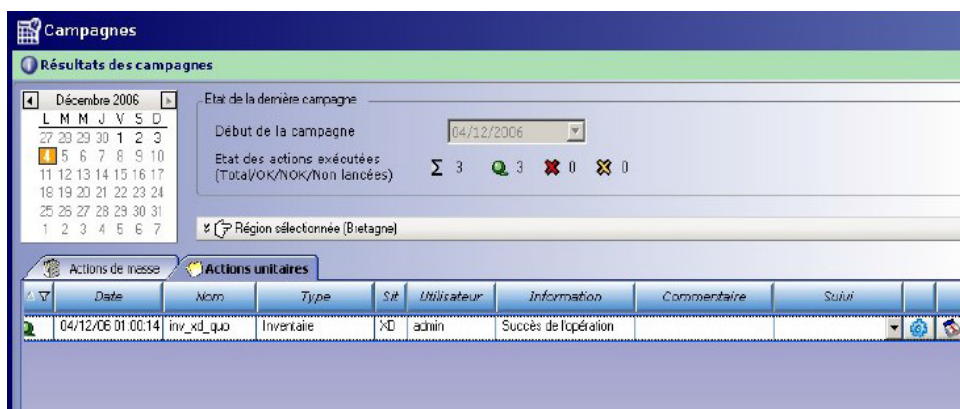 Campagnes
Résultats des campagnes
Décembre 2006
L M M J V S D
27 28 29 30 1 2 3
4 5 6 7 8 9 10
11 12 13 14 15 16 17
18 19 20 21 22 23 24
25 26 27 28 29 30 31
1 2 3 4 5 6 7
Etat de la dernière campagne
Début de la campagne 04/12/2006
Etat des actions exécutées
(Total/OK/NOK/Non lancées) Σ 3 3 0 0
Région sélectionnée (Bretagne)
Actions de masse Actions unitaires
Date Nom Type Sit Utilisateur Information Commentaire Suivi
04/12/06 01:00:14 inv_xd_quo Inventaire XD admin Succès de l'opération